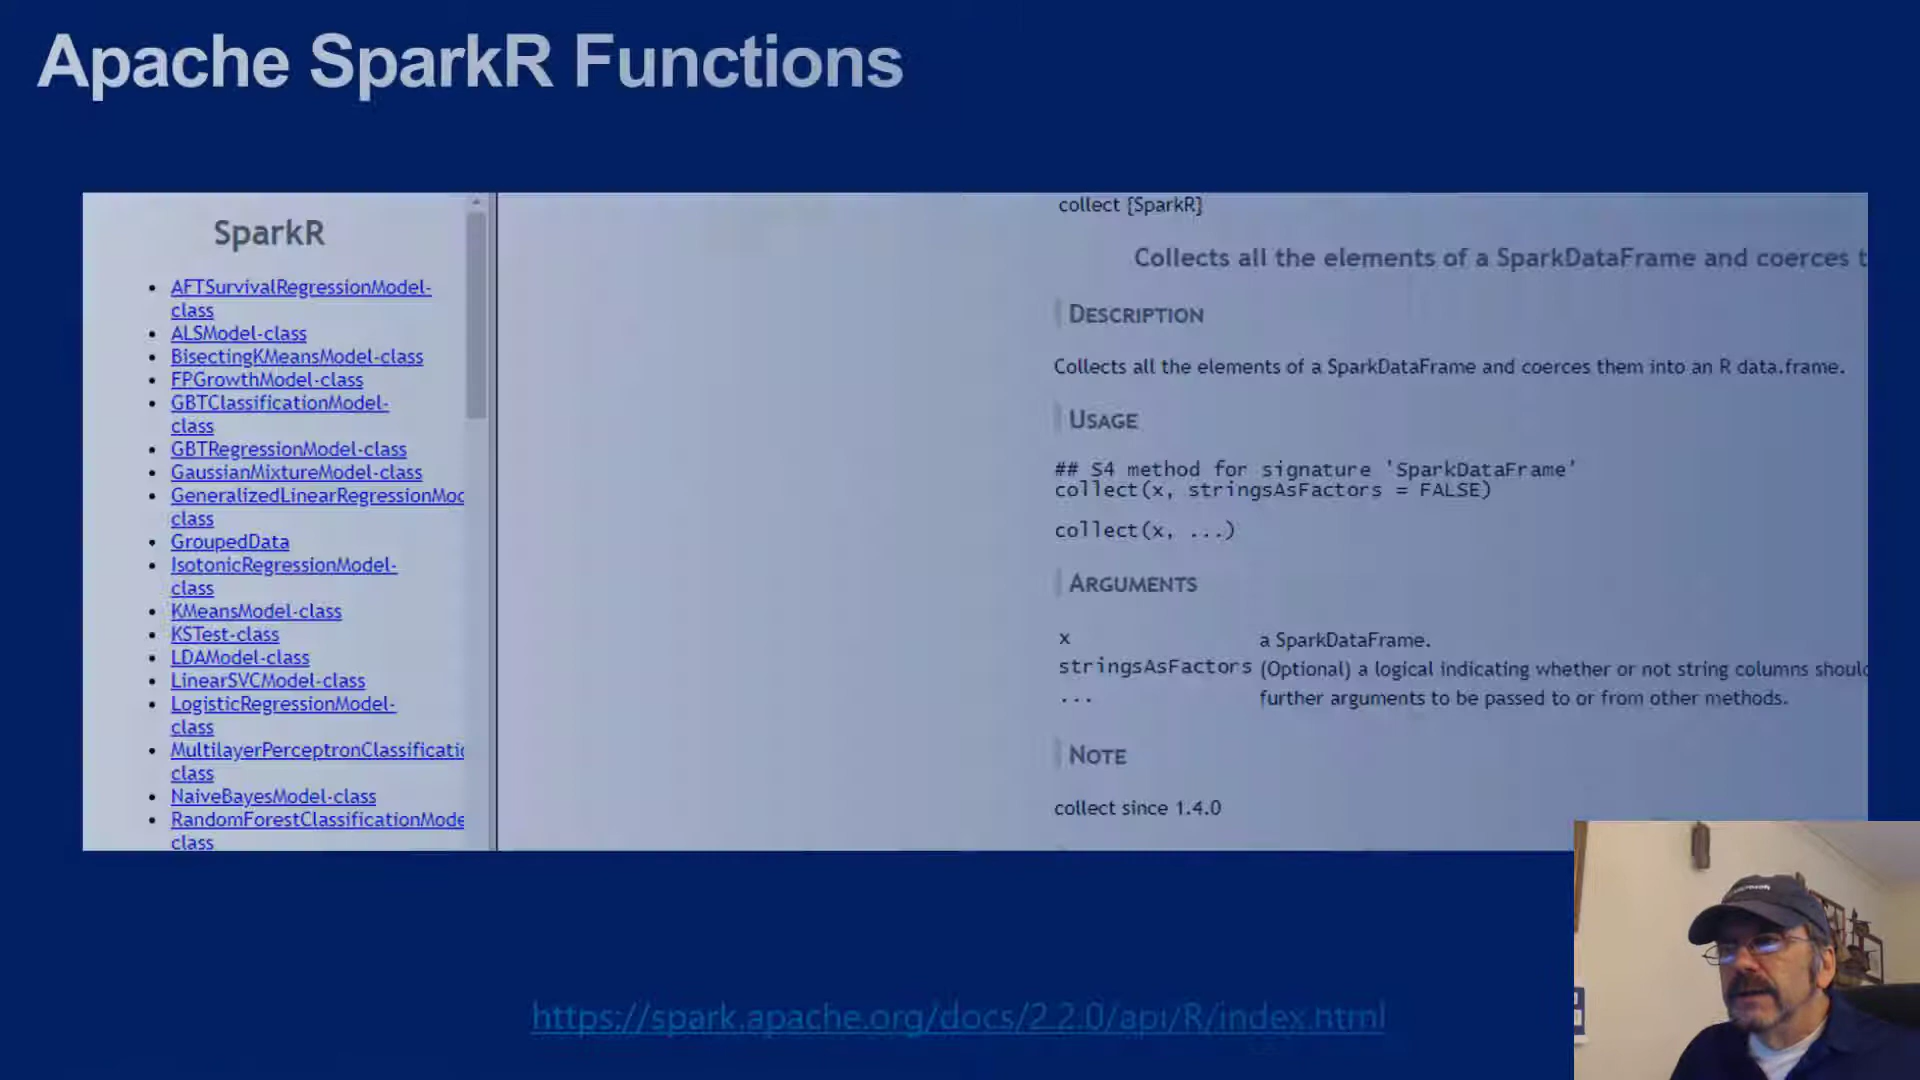 Apache SparkR Functions
SparkR
AFTSurvivalRegressionModel-
class
ALSModel-class
BisectingKMeansModel-class
FPGrowthModel-class
GBTClassificationModel-
class
GBTRegressionModel-class
GaussianMixtureModel-class
GeneralizedLinearRegressionMod
class
GroupedData
IsotonicRegressionModel-
class
KMeansModel-class
KSTest-class
LDAModel-class
LinearSVCModel-class
LogisticRegressionModel-
class
MultilayerPerceptronClassificatio
class
NaiveBayesModel-class
RandomForestClassificationMode
class
collect {SparkR}
Collects all the elements of a SparkDataFrame and coerces t
DESCRIPTION
Collects all the elements of a SparkDataFrame and coerces them into an R data.frame.
USAGE
## S4 method for signature 'SparkDataFrame'
collect(x, stringsAsFactors = FALSE)
collect(x, ...)
ARGUMENTS
x a SparkDataFrame.
stringsAsFactors (Optional) a logical indicating whether or not string columns should
... further arguments to be passed to or from other methods.
NOTE
collect since 1.4.0
https://spark.apache.org/docs/2.2.0/api/R/index.html